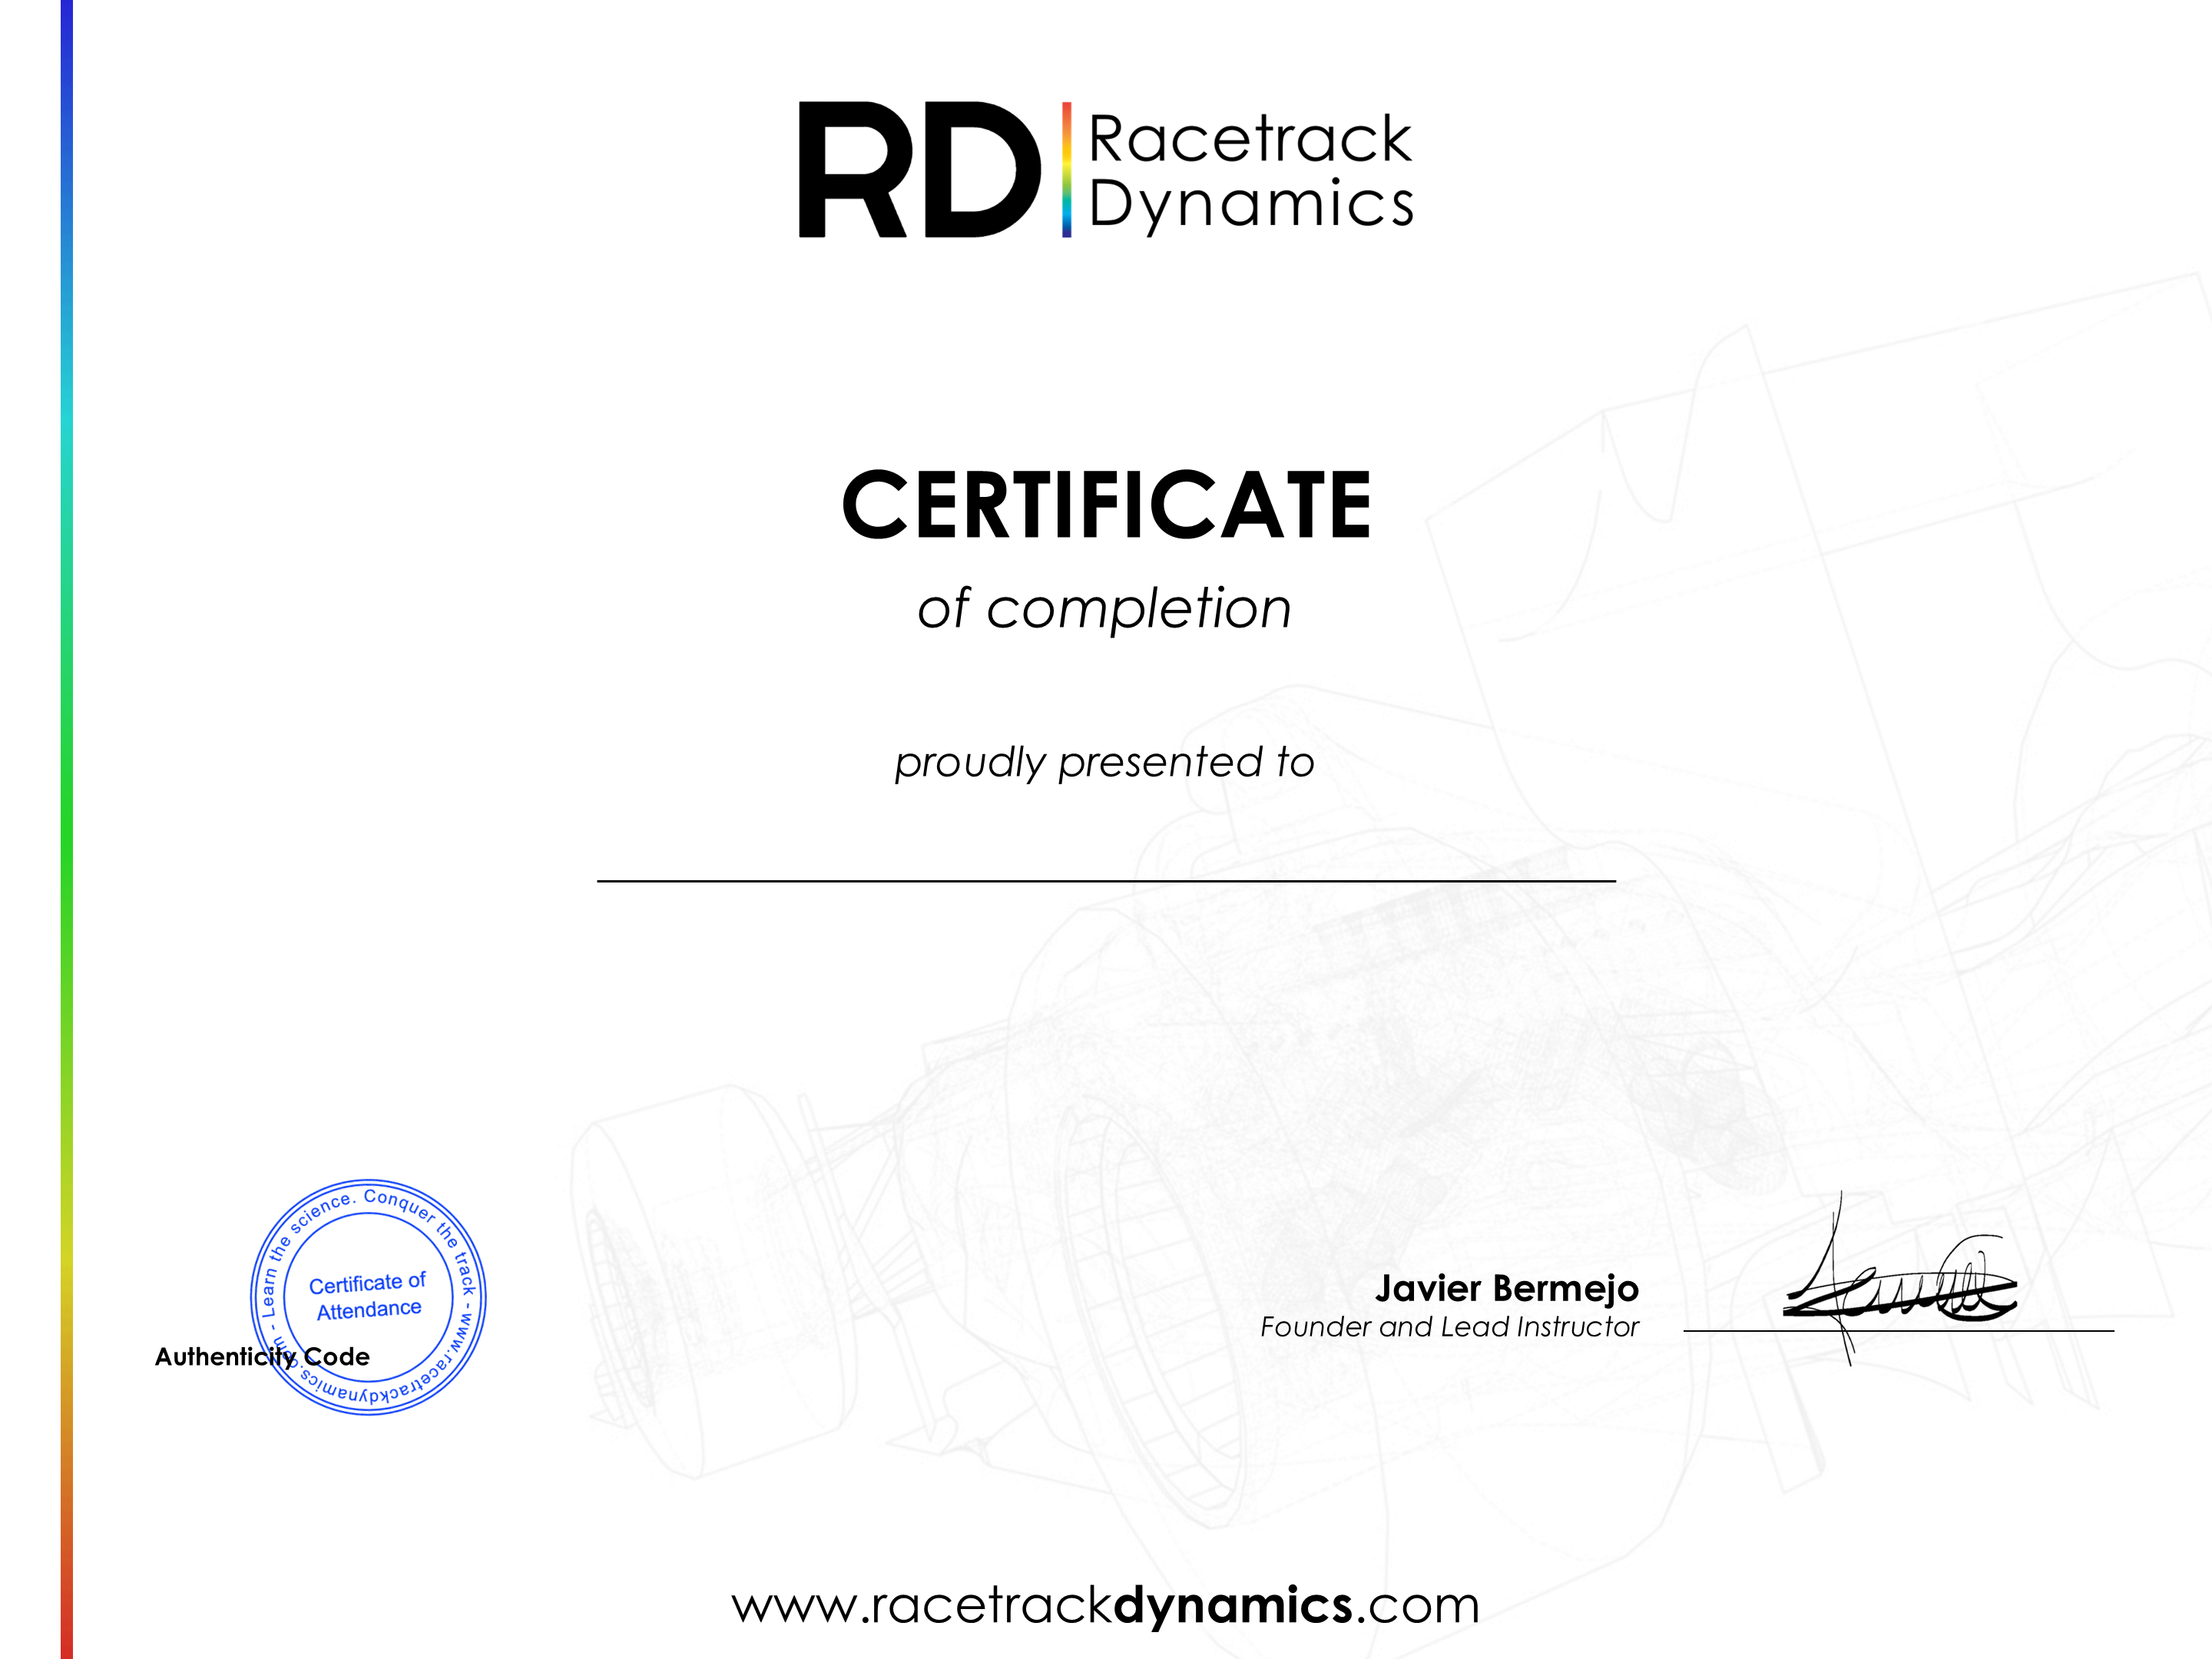 RD
Racetrack
Dynamics
CERTIFICATE
of completion
proudly presented to
- Learn the science. Conquer the track - www.racetrackdynamics.com
Certificate of
Attendance
Authenticity Code
Javier Bermejo
Founder and Lead Instructor
www.racetrackdynamics.com